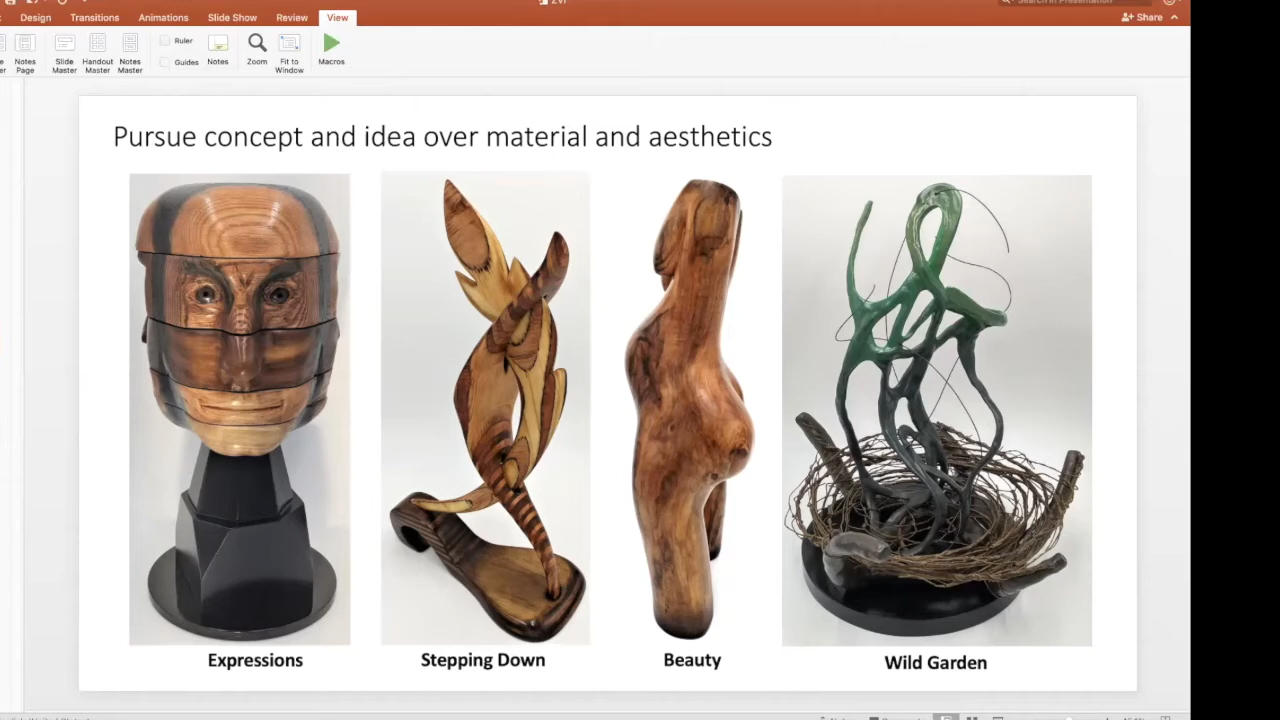 Design Transitions Animations Slide Show Review View
Share
Notes Page
Slide Master
Handout Master
Notes Master
Ruler
Guides
Notes
Zoom
Fit to Window
Macros
Pursue concept and idea over material and aesthetics
Expressions
Stepping Down
Beauty
Wild Garden